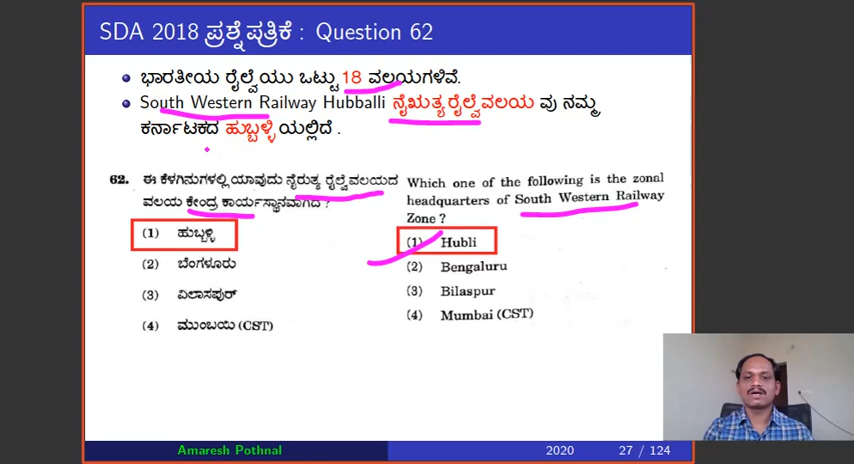 SDA 2018 ಪ್ರಶ್ನೆಪತ್ರಿಕೆ : Question 62
ಭಾರತೀಯ ರೈಲ್ವೆಯು ಒಟ್ಟು 18 ವಲಯಗಳಿವೆ.
South Western Railway Hubballi ನೈಋತ್ಯರೈಲ್ವೆವಲಯ ವು ನಮ್ಮ
ಕರ್ನಾಟಕದ ಹುಬ್ಬಳ್ಳಿಯಲ್ಲಿದೆ .
62. ಈ ಕೆಳಗಿನುಗಳಲ್ಲಿ ಯಾವುದು ನೈರುತ್ಯ ರೈಲ್ವೆವಲಯದ
ವಲಯ ಕೇಂದ್ರ ಕಾರ್ಯಸ್ಥಾನವಾಗಿದೆ ?
(1) ಹುಬ್ಬಳ್ಳಿ
(2) ಬೆಂಗಳೂರು
(3) ವಿಲಾಸಪುರ್
(4) ಮುಂಬಯಿ (CST)
Which one of the following is the zonal
headquarters of South Western Railway
Zone ?
(1) Hubli
(2) Bengaluru
(3) Bilaspur
(4) Mumbai (CST)
Amaresh Pothnal 2020 27 / 124